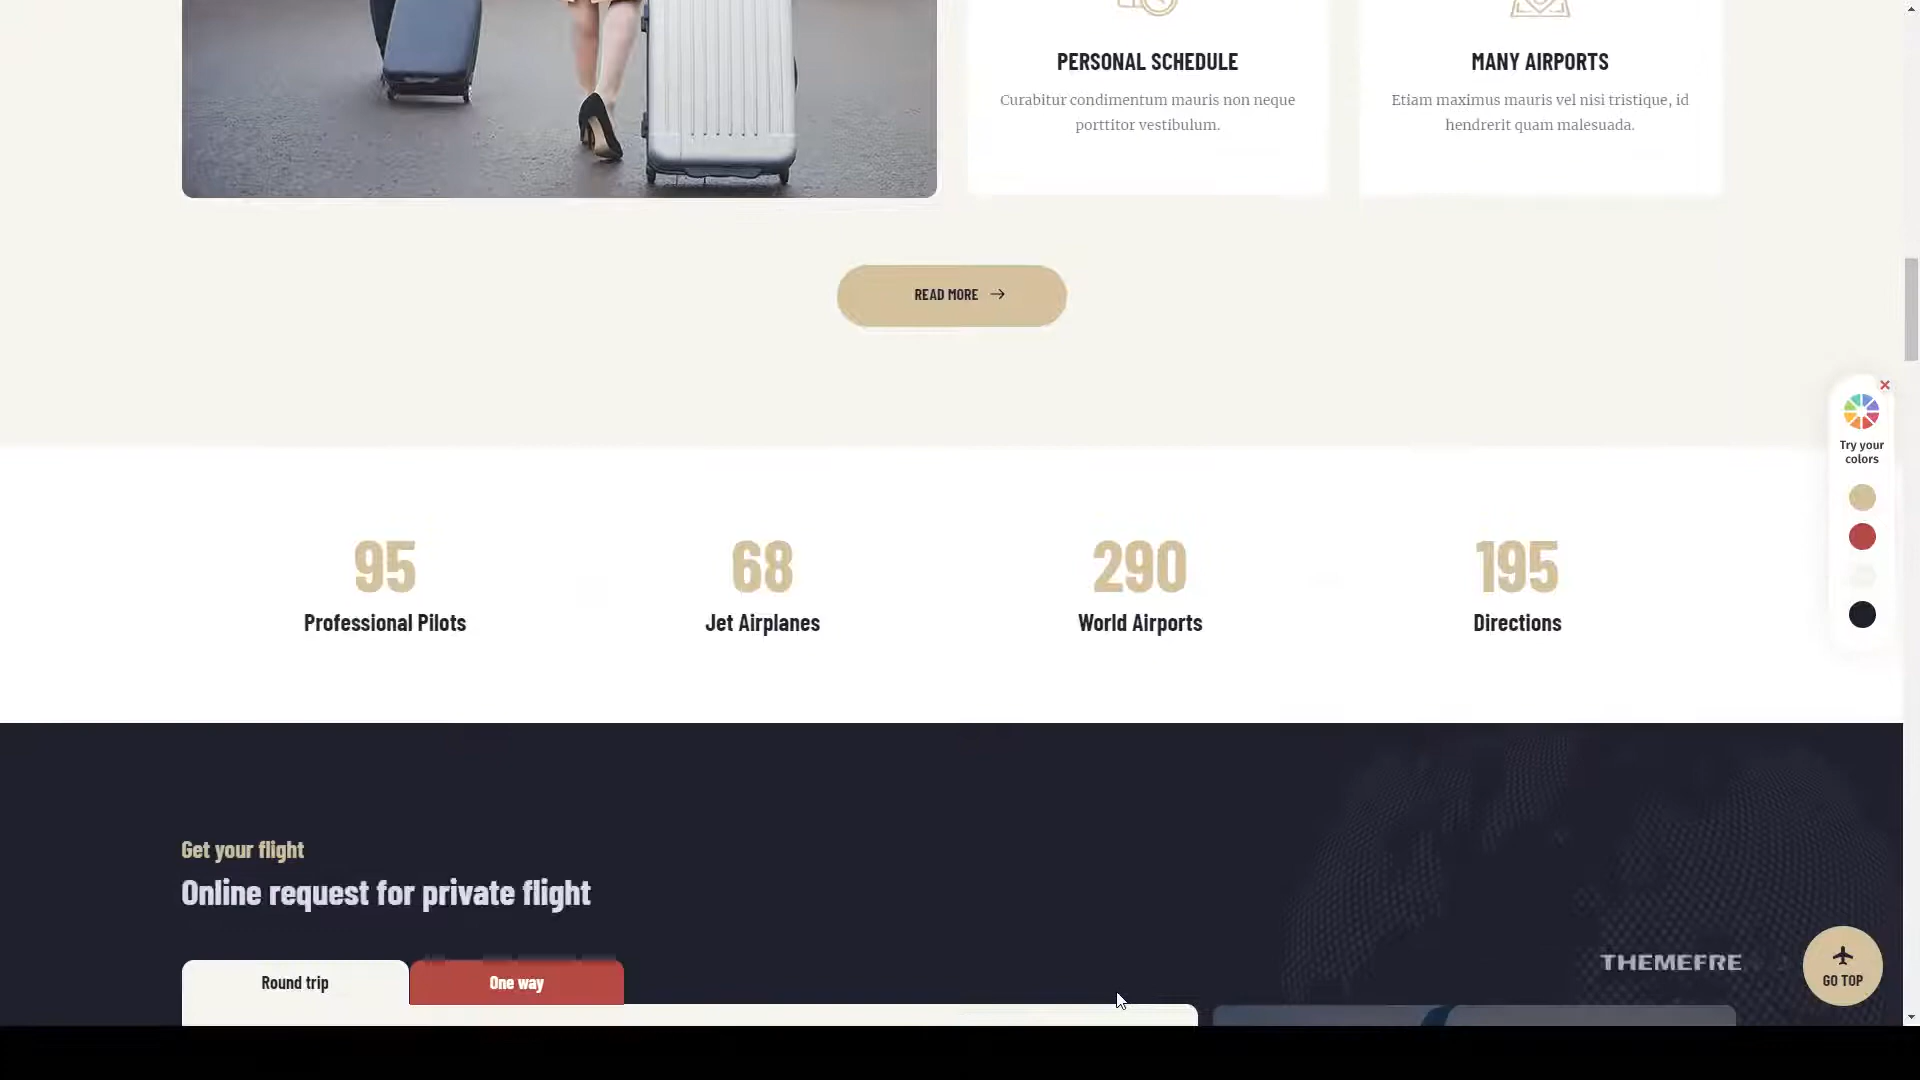 PERSONAL SCHEDULE
Curabitur condimentum mauris non neque
porttitor vestibulum.
MANY AIRPORTS
Etiam maximus mauris vel nisi tristique, id
hendrerit quam malesuada.
READ MORE
Try your
colors
95
Professional Pilots
68
Jet Airplanes
290
World Airports
195
Directions
Get your flight
Online request for private flight
Round trip
One way
THEMEFRE
GO TOP